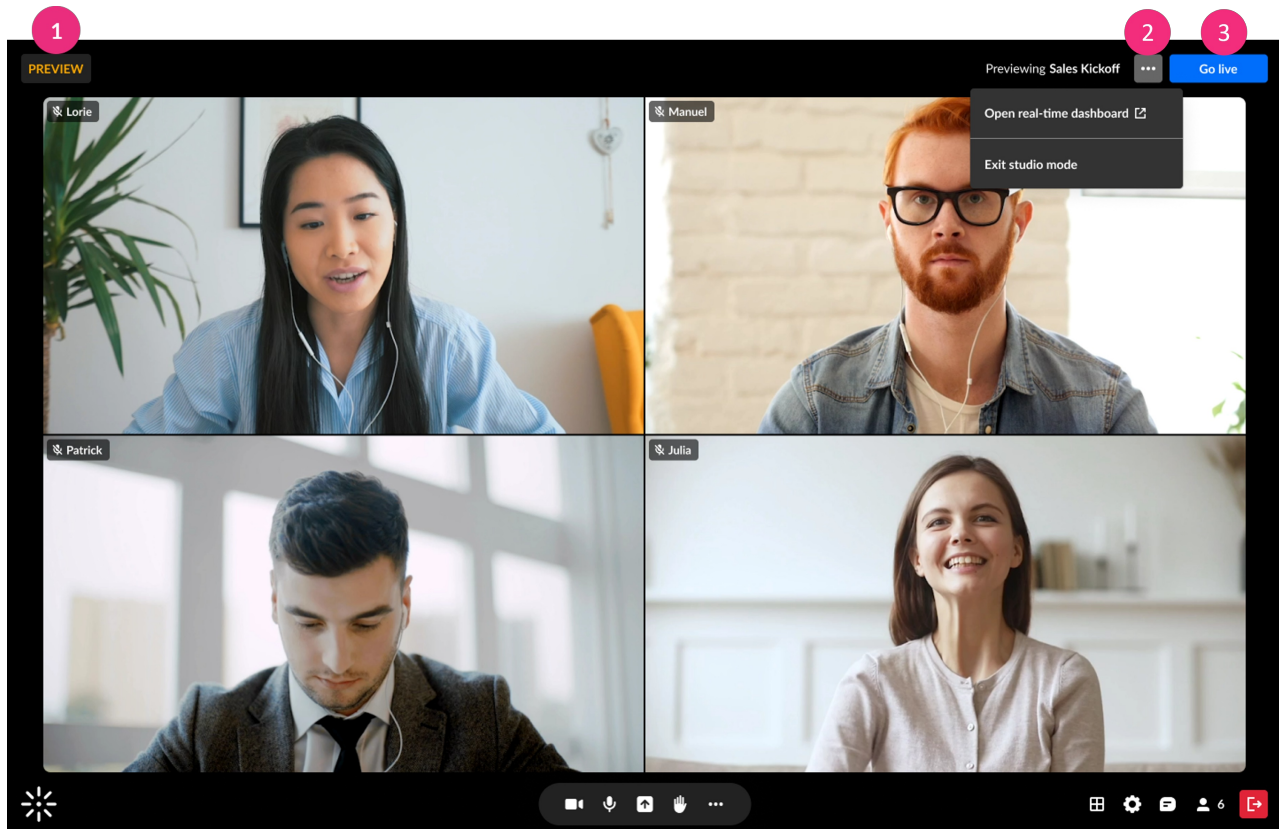 1
2
3
PREVIEW
Previewing Sales Kickoff
Go live
Open real-time dashboard
Exit studio mode
Lorie
Manuel
Patrick
Julia
6